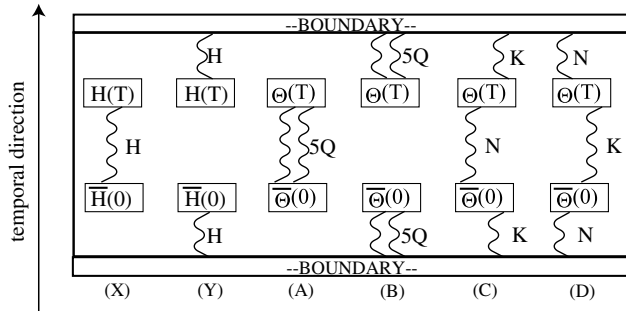 --BOUNDARY--
H 5Q K N
H(T) H(T) Θ(T) Θ(T) Θ(T) Θ(T)
H 5Q N K
H̅(0) H̅(0) Θ̅(0) Θ̅(0) Θ̅(0) Θ̅(0)
H 5Q K N
--BOUNDARY--
(X) (Y) (A) (B) (C) (D)
temporal direction